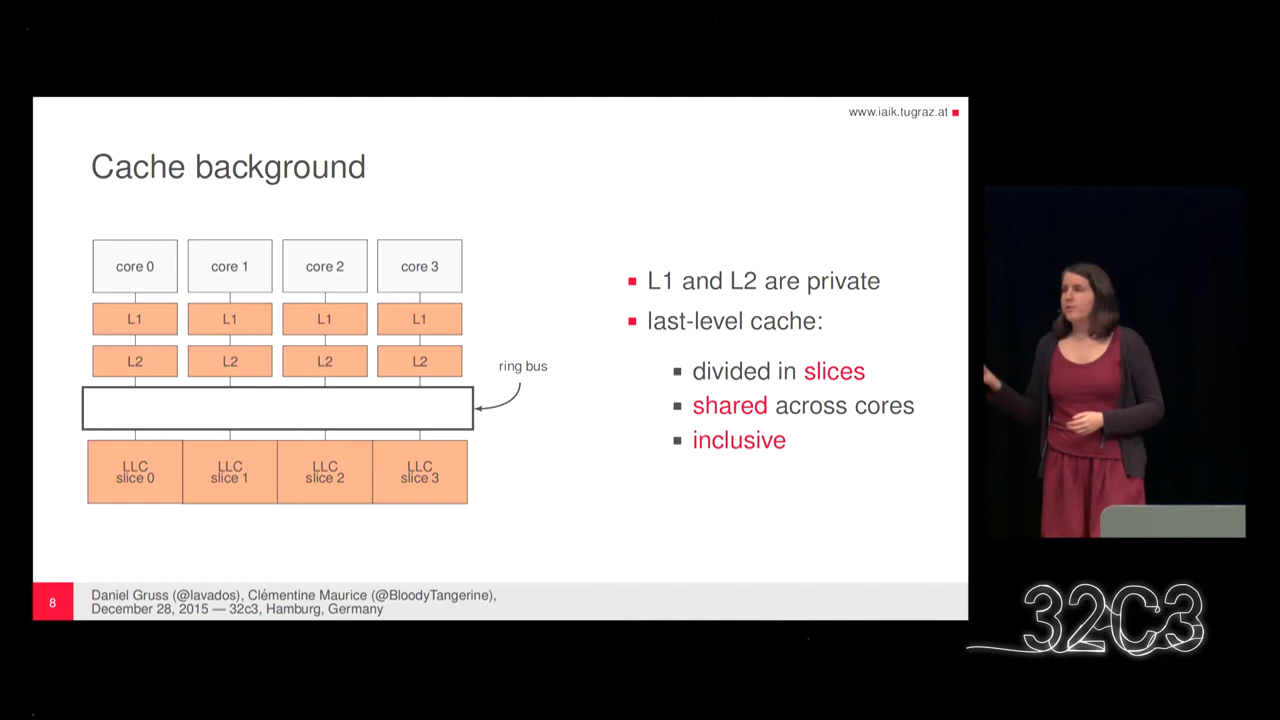 www.iaik.tugraz.at
Cache background
core 0 core 1 core 2 core 3
L1 L1 L1 L1
L2 L2 L2 L2
ring bus
LLC LLC LLC LLC
slice 0 slice 1 slice 2 slice 3
L1 and L2 are private
last-level cache:
divided in slices
shared across cores
inclusive
8
Daniel Gruss (@lavados), Clémentine Maurice (@BloodyTangerine),
December 28, 2015 — 32c3, Hamburg, Germany
32C3